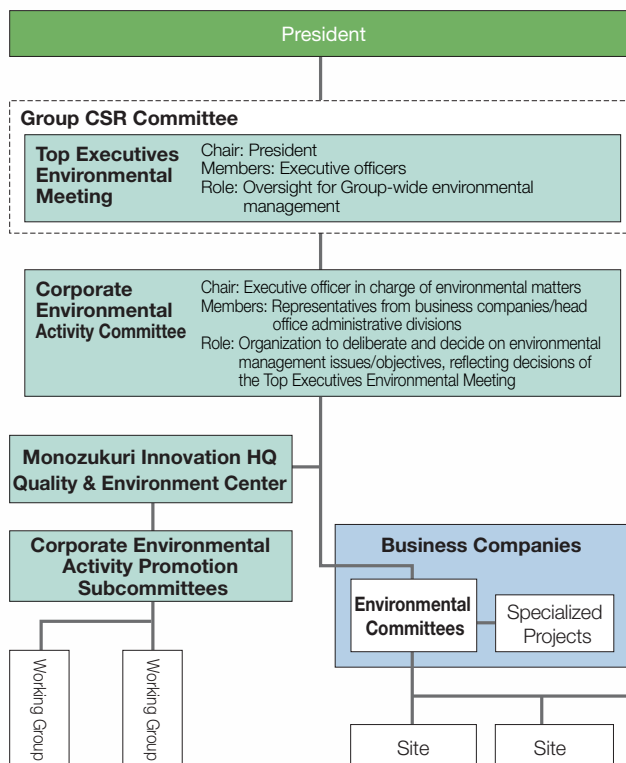 President
Group CSR Committee
Top Executives
Environmental
Meeting
Chair: President
Members: Executive officers
Role: Oversight for Group-wide environmental
management
Corporate
Environmental
Activity Committee
Chair: Executive officer in charge of environmental matters
Members: Representatives from business companies/head
office administrative divisions
Role: Organization to deliberate and decide on environmental
management issues/objectives, reflecting decisions of
the Top Executives Environmental Meeting
Monozukuri Innovation HQ
Quality & Environment Center
Corporate Environmental
Activity Promotion
Subcommittees
Working Group
Working Group
Business Companies
Environmental
Committees
Specialized
Projects
Site
Site